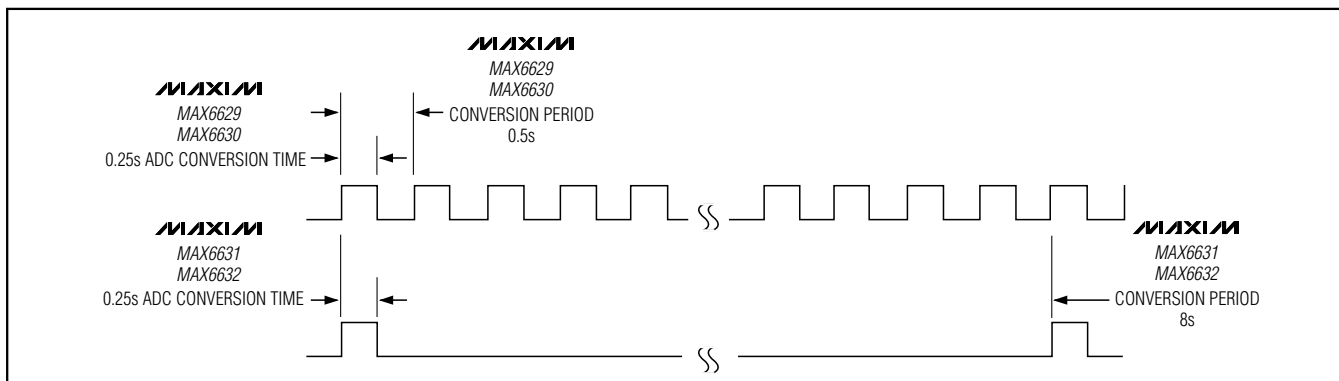 MAXIM
MAX6629
MAX6630
CONVERSION PERIOD
0.5s
MAXIM
MAX6629
MAX6630
0.25s ADC CONVERSION TIME
MAXIM
MAX6631
MAX6632
0.25s ADC CONVERSION TIME
MAXIM
MAX6631
MAX6632
CONVERSION PERIOD
8s